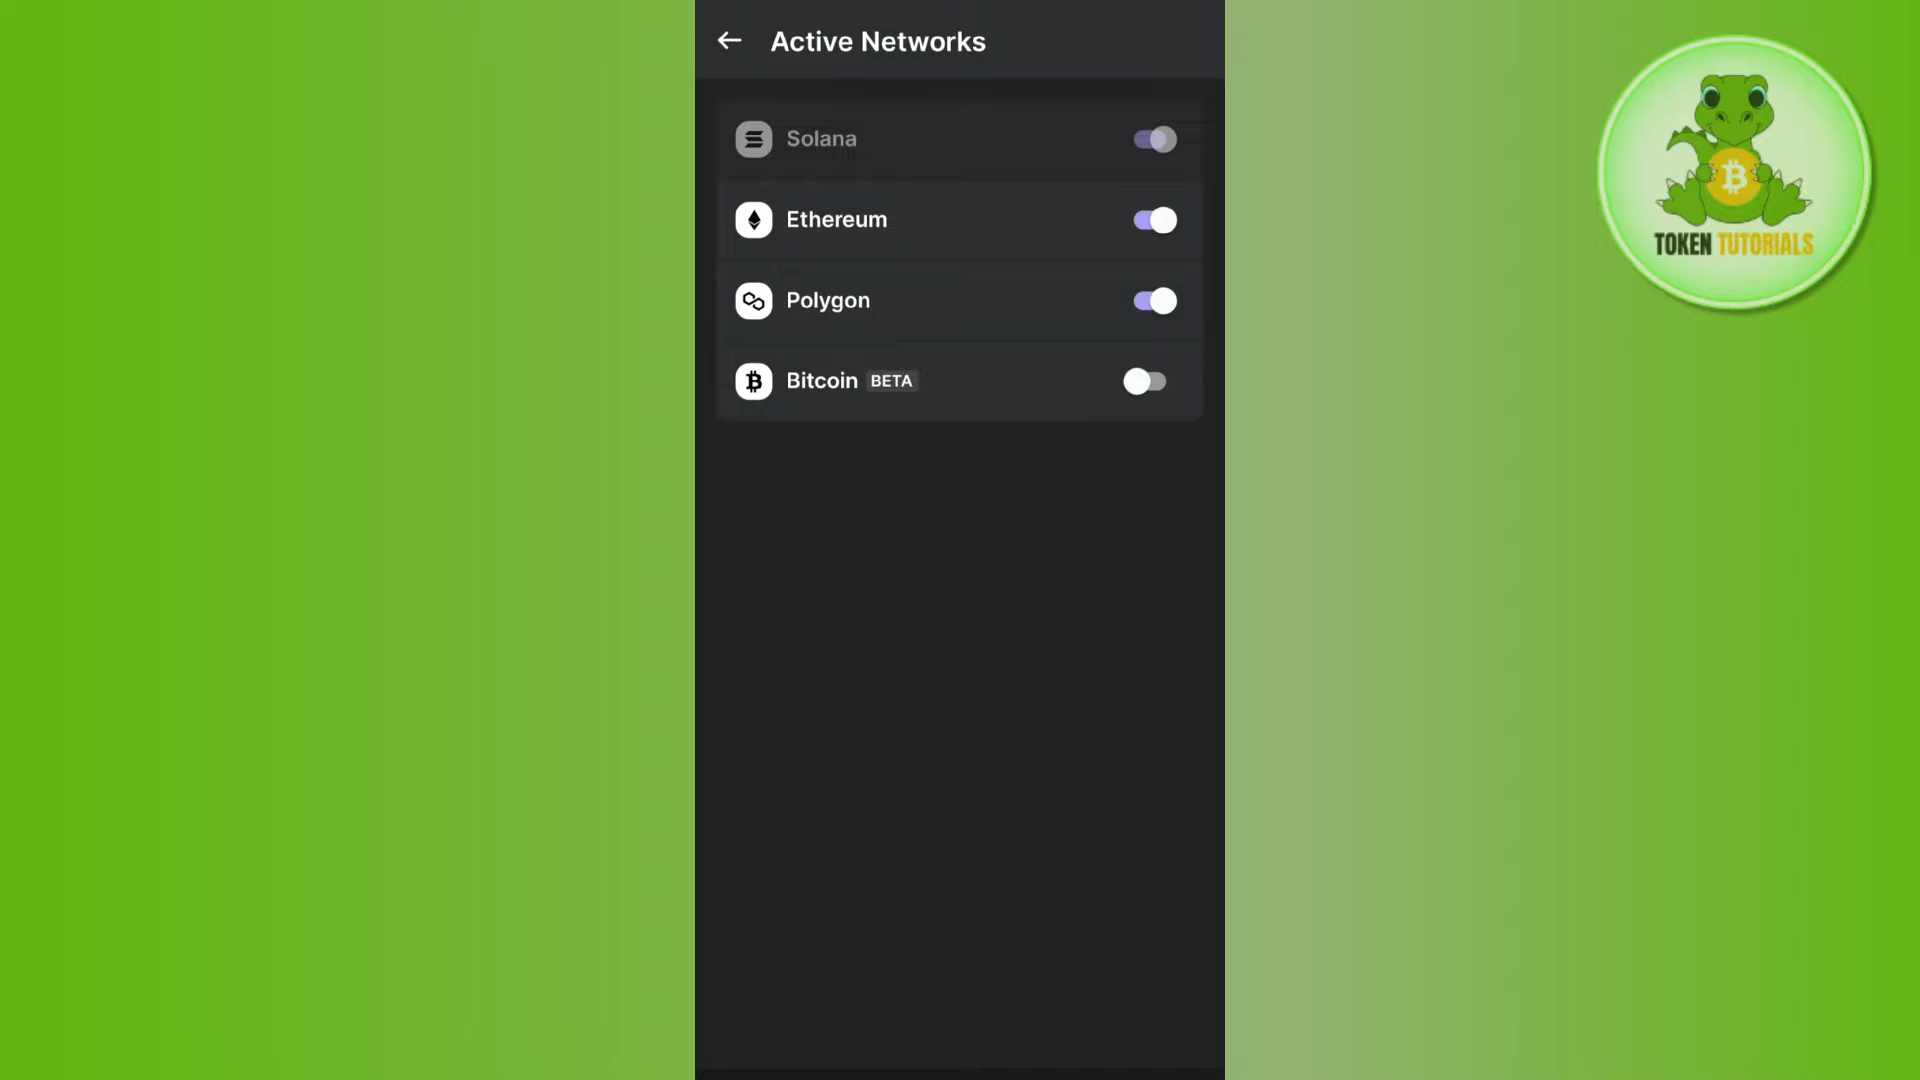 Active Networks
Solana
Ethereum
Polygon
Bitcoin BETA
TOKEN TUTORIALS